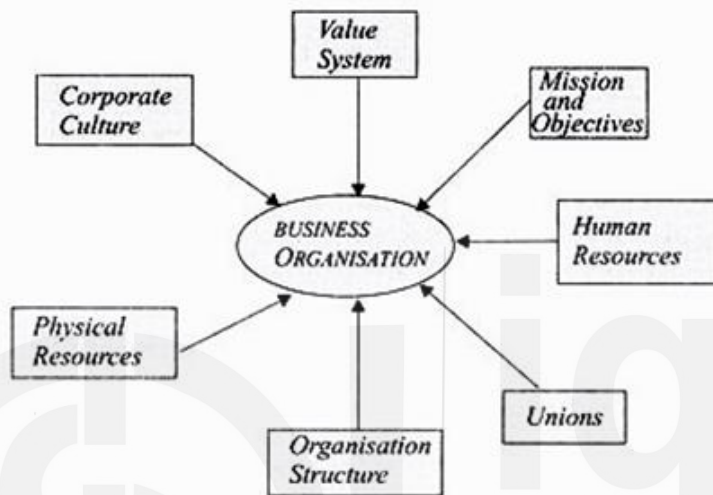 Value
System
Corporate
Culture
Mission
and
Objectives
BUSINESS
ORGANISATION
Human
Resources
Physical
Resources
Unions
Organisation
Structure